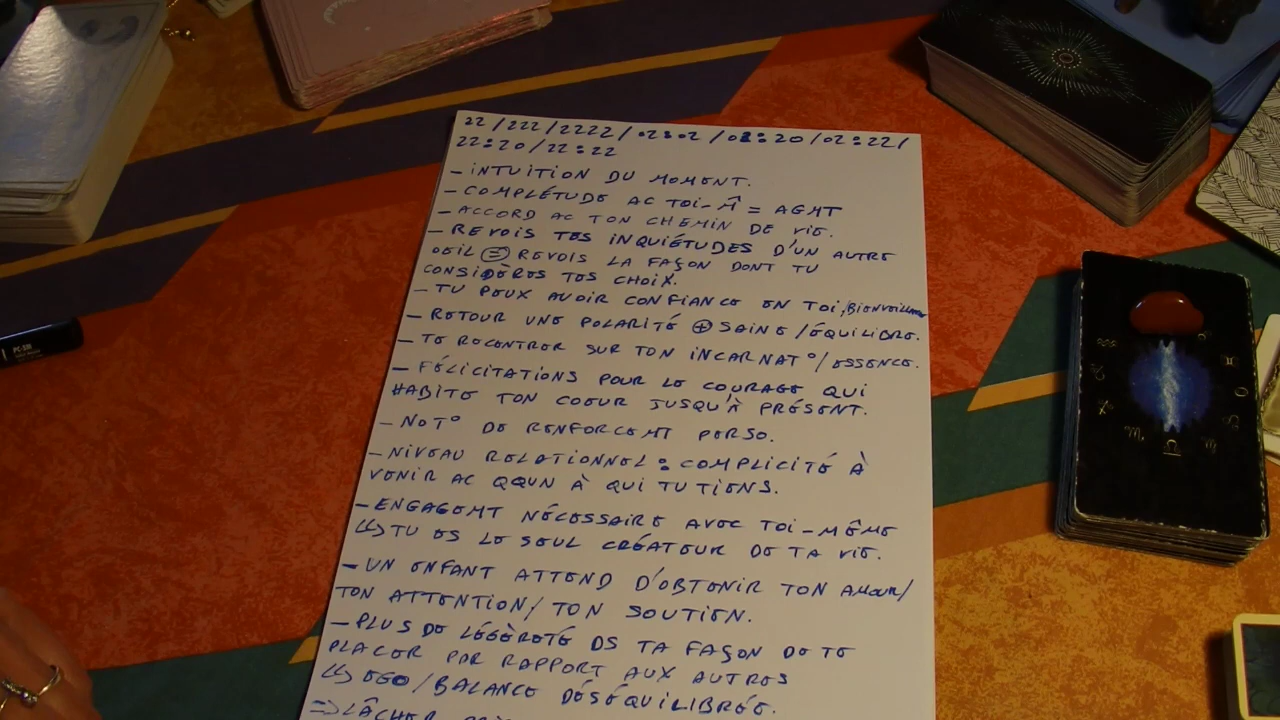 22/222/2222/02302/02:20/02:22/
22:20/22:22
- INTUITION DU MOMENT.
- COMPLÉTUDE AC TOI-M̂ = AGMT
- ACCORD AC TON CHEMIN DE VIE.
- REVOIS TES INQUIÉTUDES D'UN AUTRE
OEIL ⊜ REVOIS LA FAÇON DONT TU
CONSIDÈRES TES CHOIX.
- TU PEUX AVOIR CONFIANCE EN TOI/BIENVEILLANCE
- RETOUR UNE POLARITÉ ⊕ SAINE/ÉQUILIBRE.
- TE RECENTRER SUR TON INCARNAT°/ESSENCE.
- FÉLICITATIONS POUR LE COURAGE QUI
HABITE TON COEUR JUSQU'À PRÉSENT.
- NOT° DE RENFORCEMT PERSO.
- NIVEAU RELATIONNEL : COMPLICITÉ À
VENIR AC QQUN À QUI TU TIENS.
- ENGAGEMT NÉCESSAIRE AVEC TOI-MÊME
↳ TU ES LE SEUL CRÉATEUR DE TA VIE.
- UN ENFANT ATTEND D'OBTENIR TON AMOUR/
TON ATTENTION/TON SOUTIEN.
- PLUS DE LÉGÈRETÉ DS TA FAÇON DE TE
PLACER PAR RAPPORT AUX AUTRES
↳ EGO/BALANCE DÉSÉQUILIBRÉE.
=> LÂCHER